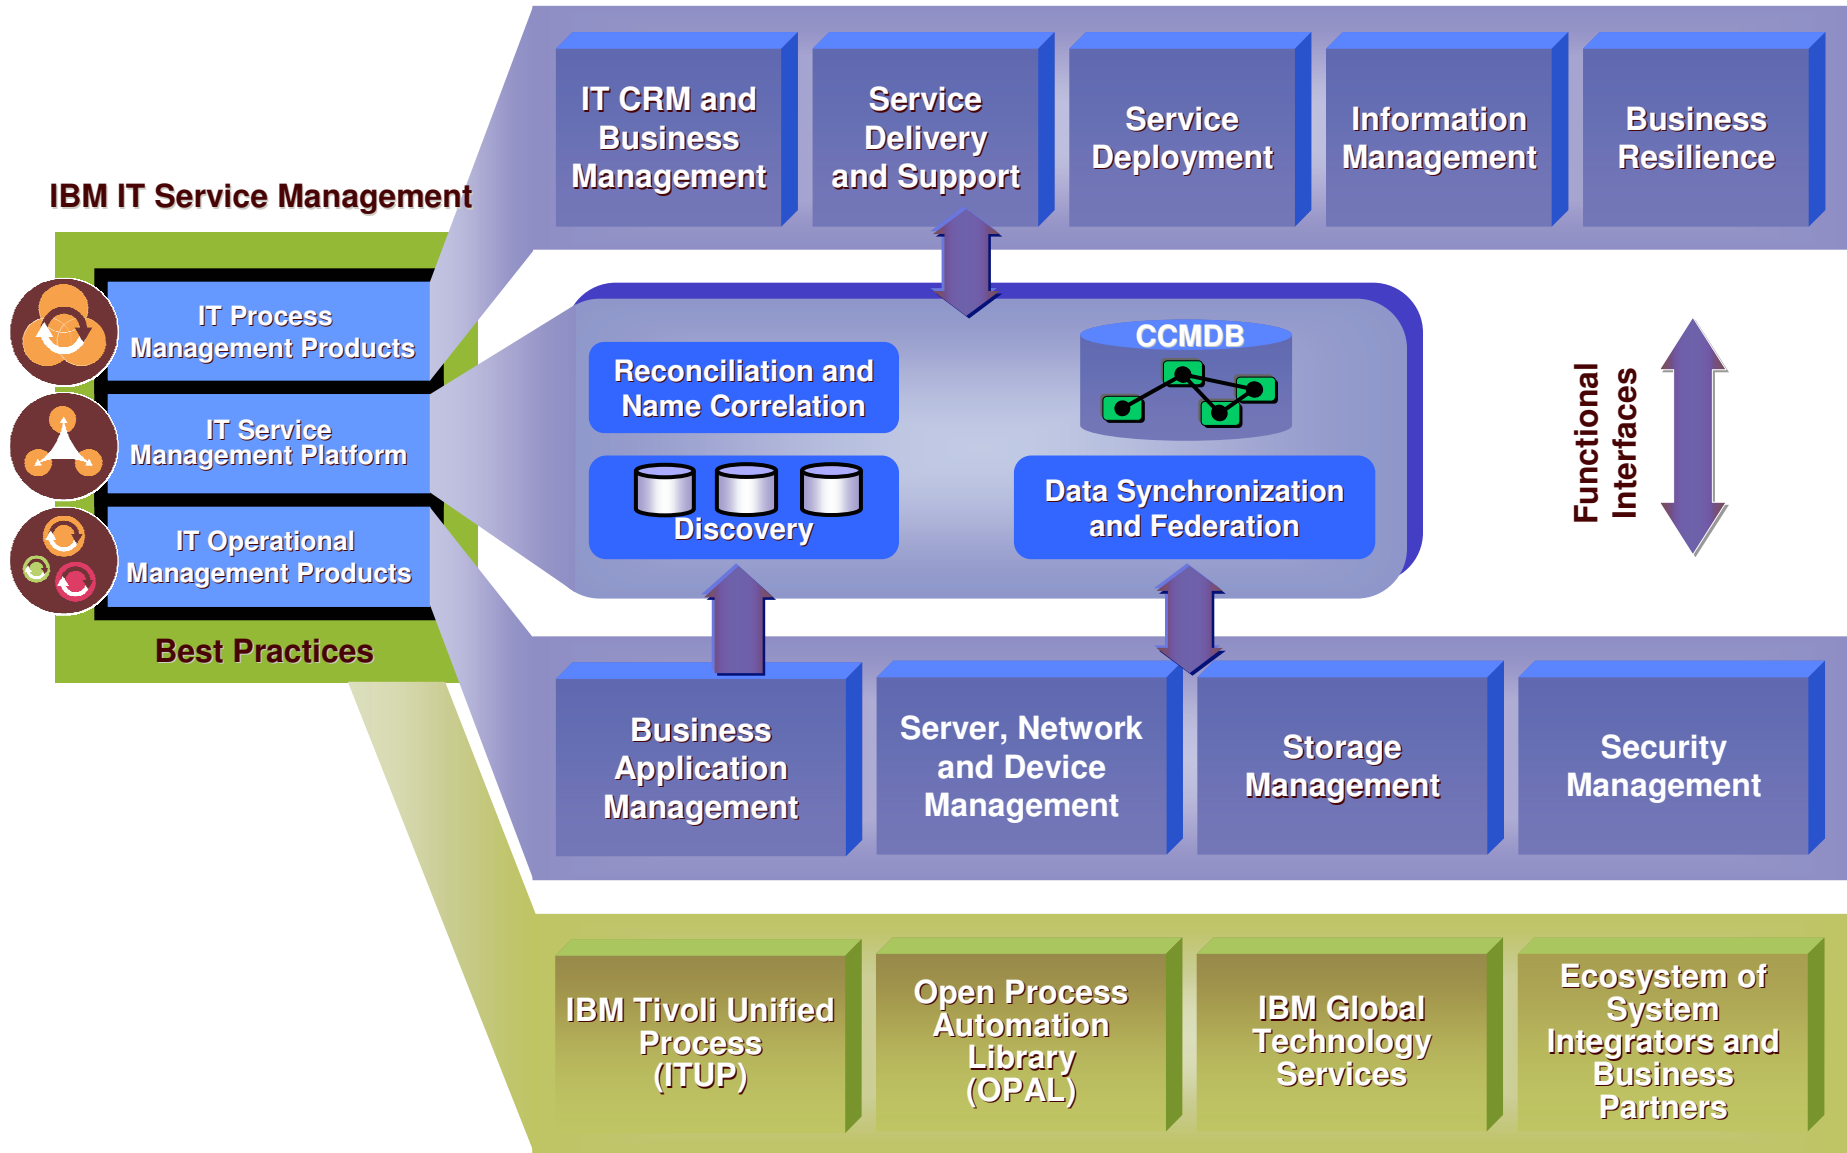 IBM IT Service Management
IT Process
Management Products
IT Service
Management Platform
IT Operational
Management Products
Best Practices
IT CRM and
Business
Management
Service
Delivery
and Support
Service
Deployment
Information
Management
Business
Resilience
Reconciliation and
Name Correlation
CCMDB
Discovery
Data Synchronization
and Federation
Functional
Interfaces
Business
Application
Management
Server, Network
and Device
Management
Storage
Management
Security
Management
IBM Tivoli Unified
Process
(ITUP)
Open Process
Automation
Library
(OPAL)
IBM Global
Technology
Services
Ecosystem of
System
Integrators and
Business
Partners